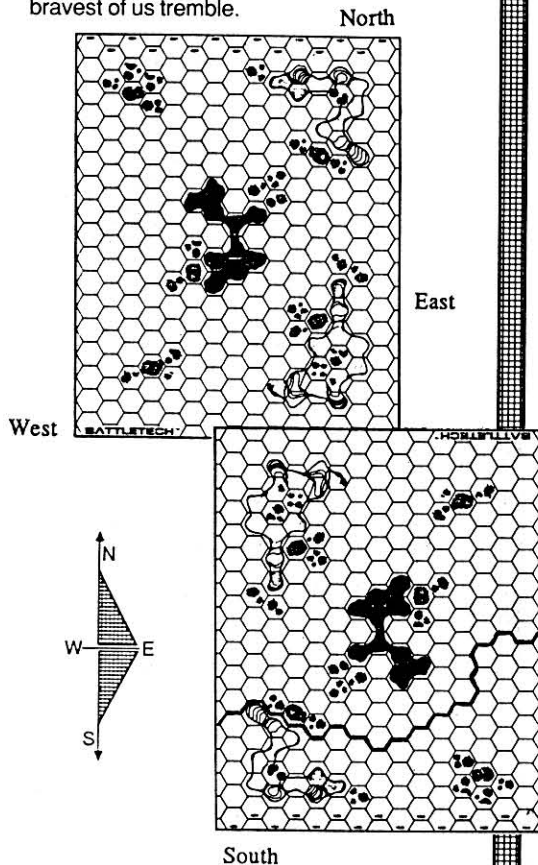 bravest of us tremble.
North
East
West
BATTLETECH
BATTLETECH
N
W
E
S
South